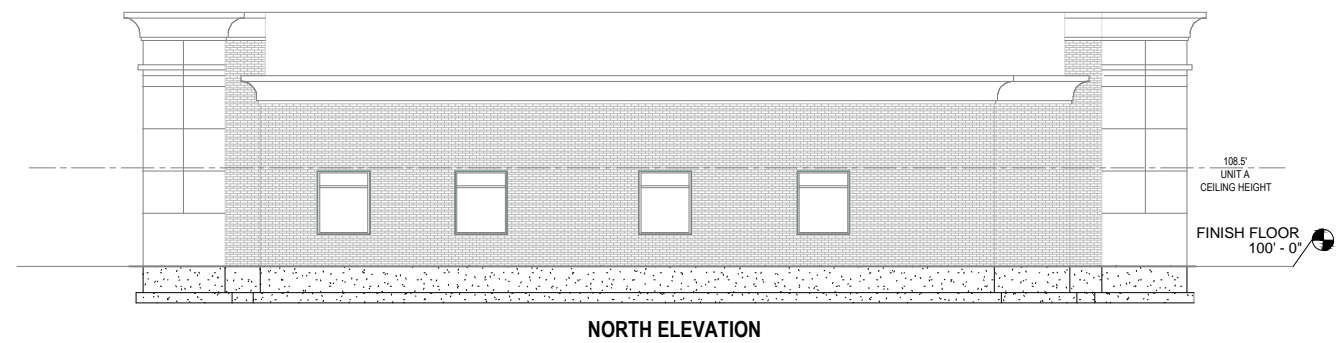 108.5'
UNIT A
CEILING HEIGHT
FINISH FLOOR
100' - 0"
NORTH ELEVATION